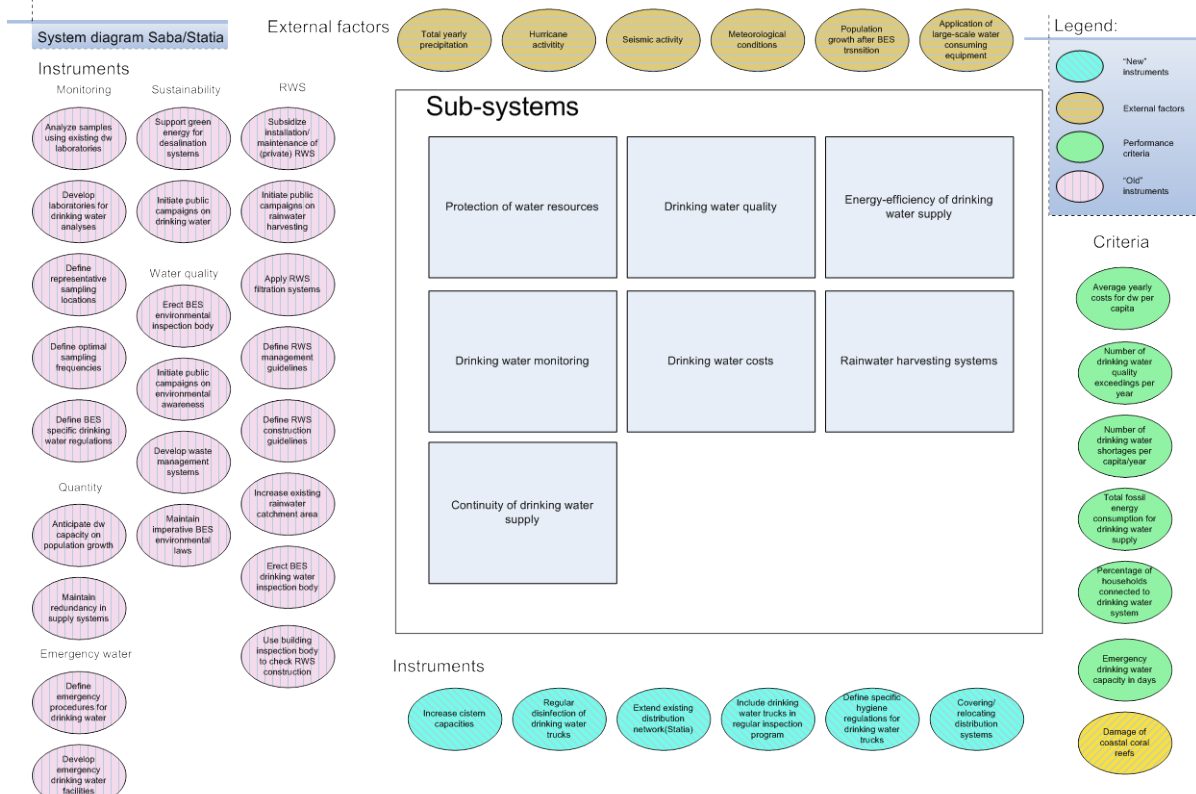 System diagram Saba/Statia
External factors
Total yearly
precipitation
Hurricane
activitity
Seismic activity
Meteorological
conditions
Population
growth after BES
trnsnition
Application of
large-scale water
consuming
equipment
Legend:
"New"
instruments
External factors
Performance
criteria
"Old"
instruments
Instruments
Monitoring
Analyze samples
using existing dw
laboratories
Develop
laboratories for
drinking water
analyses
Define
representative
sampling
locations
Define optimal
sampling
frequencies
Define BES
specific drinking
water regulations
Quantity
Anticipate dw
capacity on
population growth
Maintain
redundancy in
supply systems
Emergency water
Define
emergency
procedures for
drinking water
Develop
emergency
drinking water
facilities
Sustainability
Support green
energy for
desalination
systems
Initiate public
campaigns on
drinking water
Water quality
Erect BES
environmental
inspection body
Initiate public
campaigns on
environmental
awareness
Develop waste
management
systems
Maintain
imperative BES
environmental
laws
RWS
Subsidize
installation/
maintenance of
(private) RWS
Initiate public
campaigns on
rainwater
harvesting
Apply RWS
filtration systems
Define RWS
management
guidelines
Define RWS
construction
guidelines
Increase existing
rainwater
catchment area
Erect BES
drinking water
inspection body
Use building
inspection body
to check RWS
construction
Sub-systems
Protection of water resources
Drinking water quality
Energy-efficiency of drinking
water supply
Drinking water monitoring
Drinking water costs
Rainwater harvesting systems
Continuity of drinking water
supply
Instruments
Increase cistern
capacities
Regular
disinfection of
drinking water
trucks
Extend existing
distribution
network(Statia)
Include drinking
water trucks in
regular inspection
program
Define specific
hygiene
regulations for
drinking water
trucks
Covering/
relocating
distribution
systems
Criteria
Average yearly
costs for dw per
capita
Number of
drinking water
quality
exceedings per
year
Number of
drinking water
shortages per
capita/year
Total fossil
energy
consumption for
drinking water
supply
Percentage of
households
connected to
drinking water
system
Emergency
drinking water
capacity in days
Damage of
coastal coral
reefs